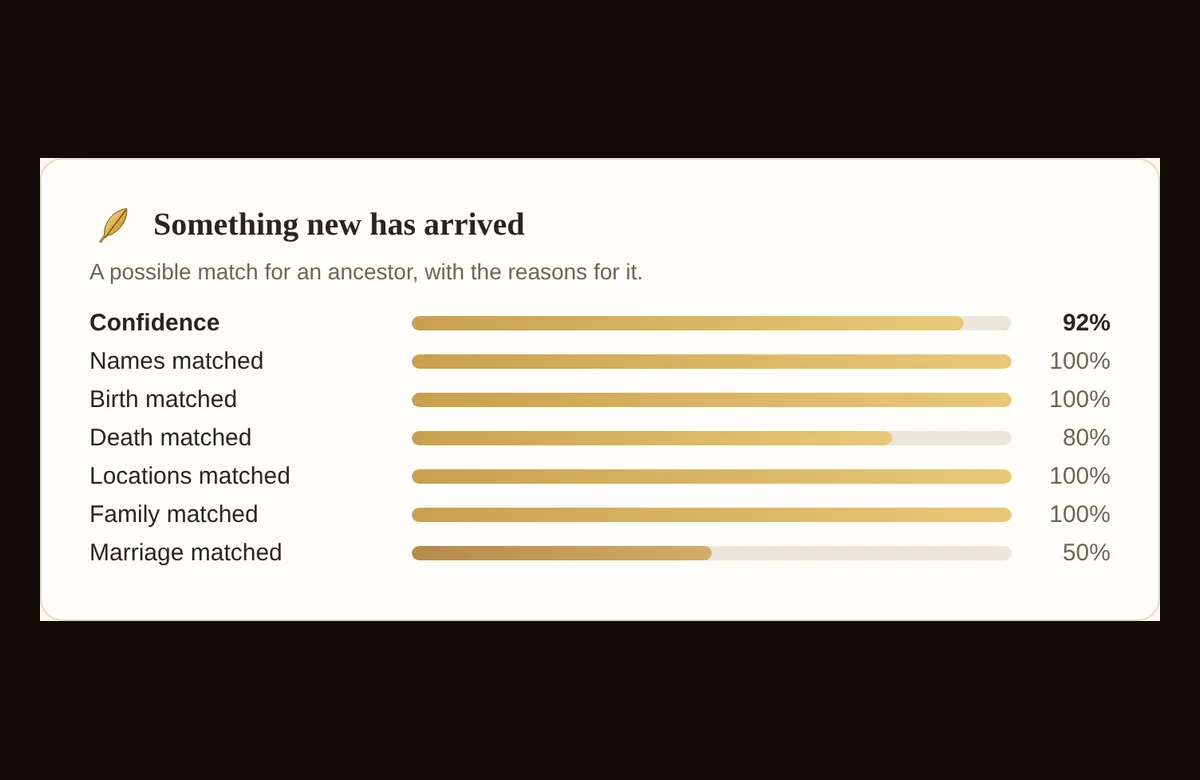 Something new has arrived
A possible match for an ancestor, with the reasons for it.
Confidence 92%
Names matched 100%
Birth matched 100%
Death matched 80%
Locations matched 100%
Family matched 100%
Marriage matched 50%